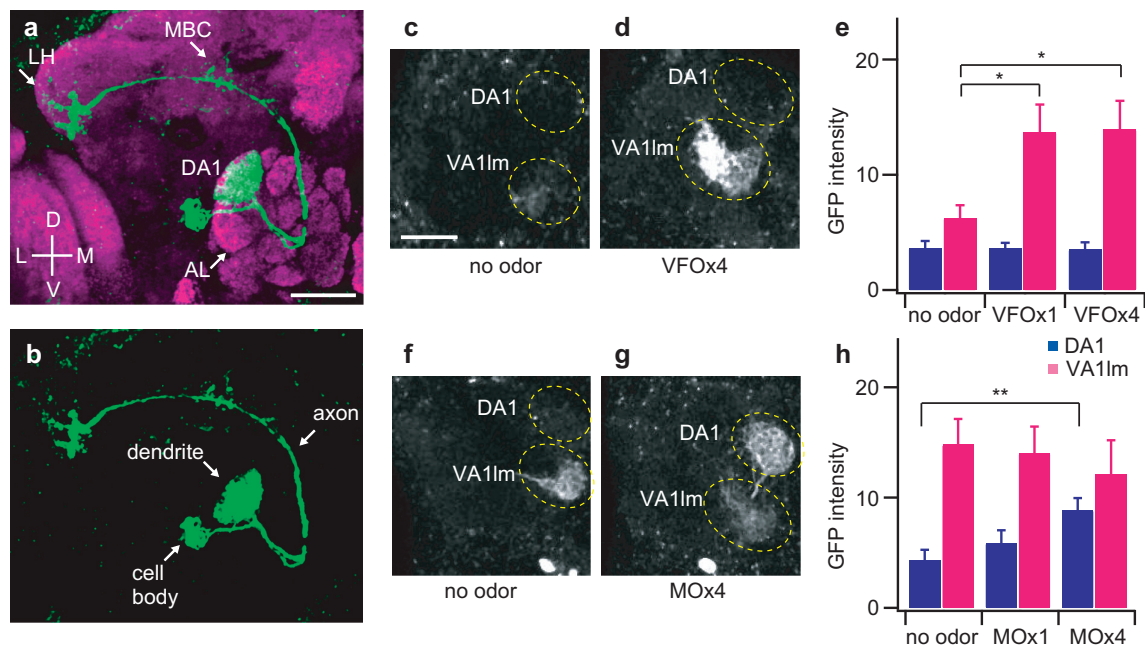 a
LH
MBC
DA1
AL
D
L M
V
b
axon
dendrite
cell
body
c
DA1
VA1lm
no odor
d
DA1
VA1lm
VFOx4
e
20
10
0
GFP intensity
*
*
no odor VFOx1 VFOx4
DA1
VA1lm
f
DA1
VA1lm
no odor
g
DA1
VA1lm
MOx4
h
20
10
0
GFP intensity
**
no odor MOx1 MOx4